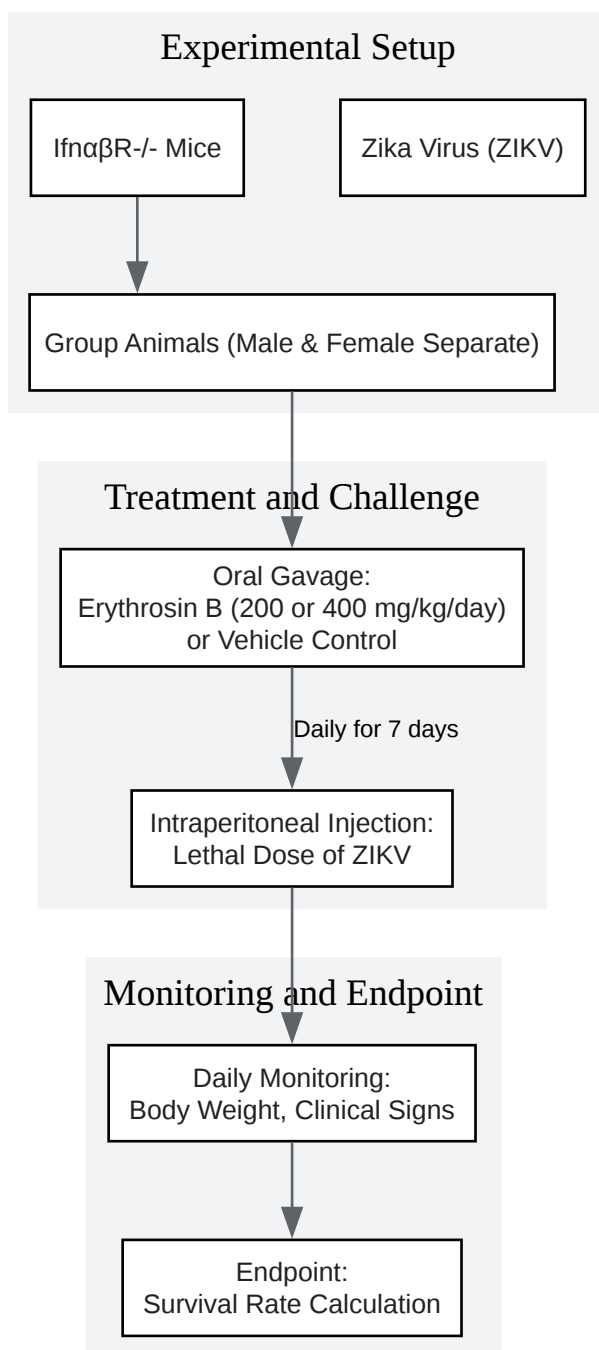 Experimental Setup
IfnαβR-/- Mice
Zika Virus (ZIKV)
Group Animals (Male & Female Separate)
Treatment and Challenge
Oral Gavage:
Erythrosin B (200 or 400 mg/kg/day)
or Vehicle Control
Daily for 7 days
Intraperitoneal Injection:
Lethal Dose of ZIKV
Monitoring and Endpoint
Daily Monitoring:
Body Weight, Clinical Signs
Endpoint:
Survival Rate Calculation